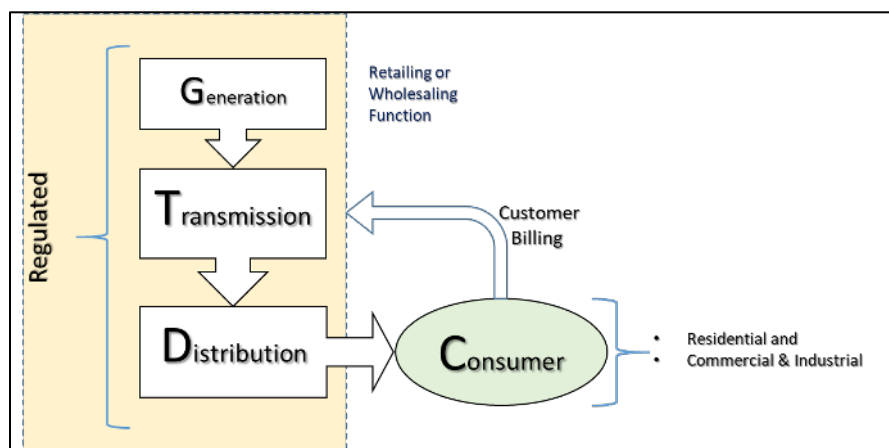 Generation
Retailing or
Wholesaling
Function
Regulated
Transmission
Customer
Billing
Distribution
Consumer
• Residential and
• Commercial & Industrial